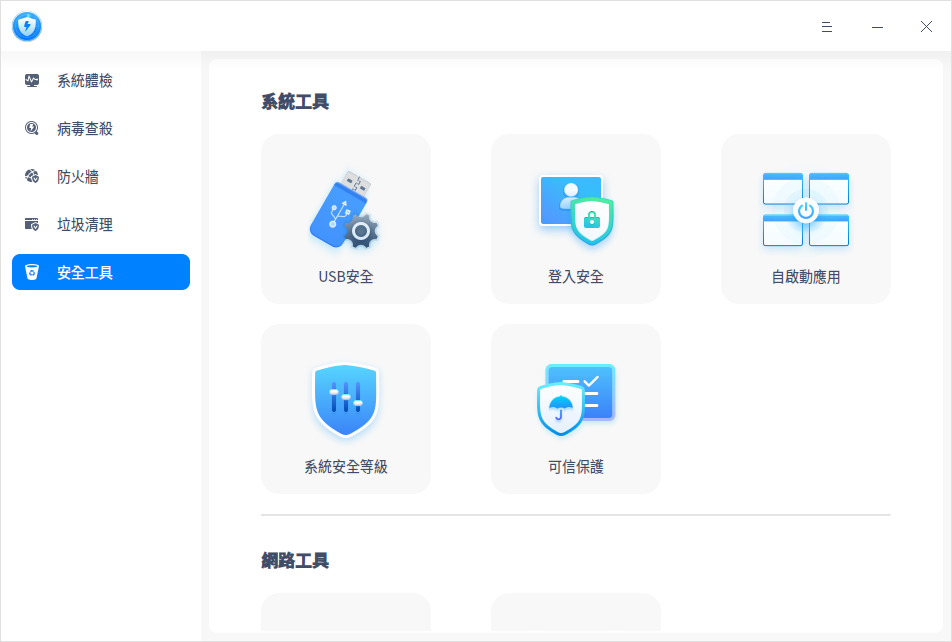 系統體檢
病毒查殺
防火牆
垃圾清理
安全工具
系統工具
USB安全
登入安全
自啟動應用
系統安全等級
可信保護
網路工具